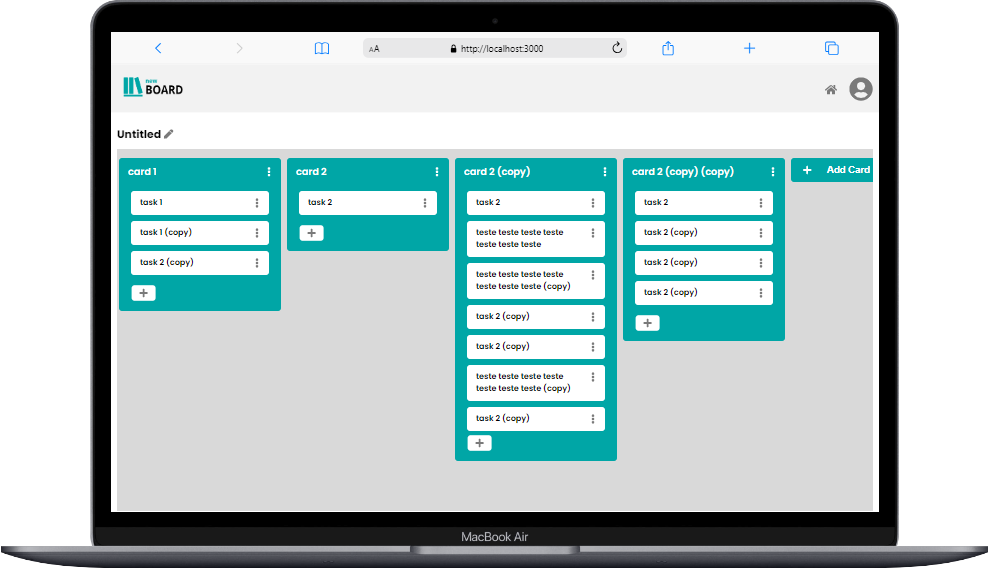 AA
http://localhost:3000
new
BOARD
Untitled
card 1
task 1
task 1 (copy)
task 2 (copy)
card 2
task 2
card 2 (copy)
task 2
teste teste teste teste
teste teste teste
teste teste teste teste
teste teste teste (copy)
task 2 (copy)
task 2 (copy)
teste teste teste teste
teste teste teste (copy)
task 2 (copy)
card 2 (copy) (copy)
task 2
task 2 (copy)
task 2 (copy)
task 2 (copy)
+ Add Card
MacBook Air